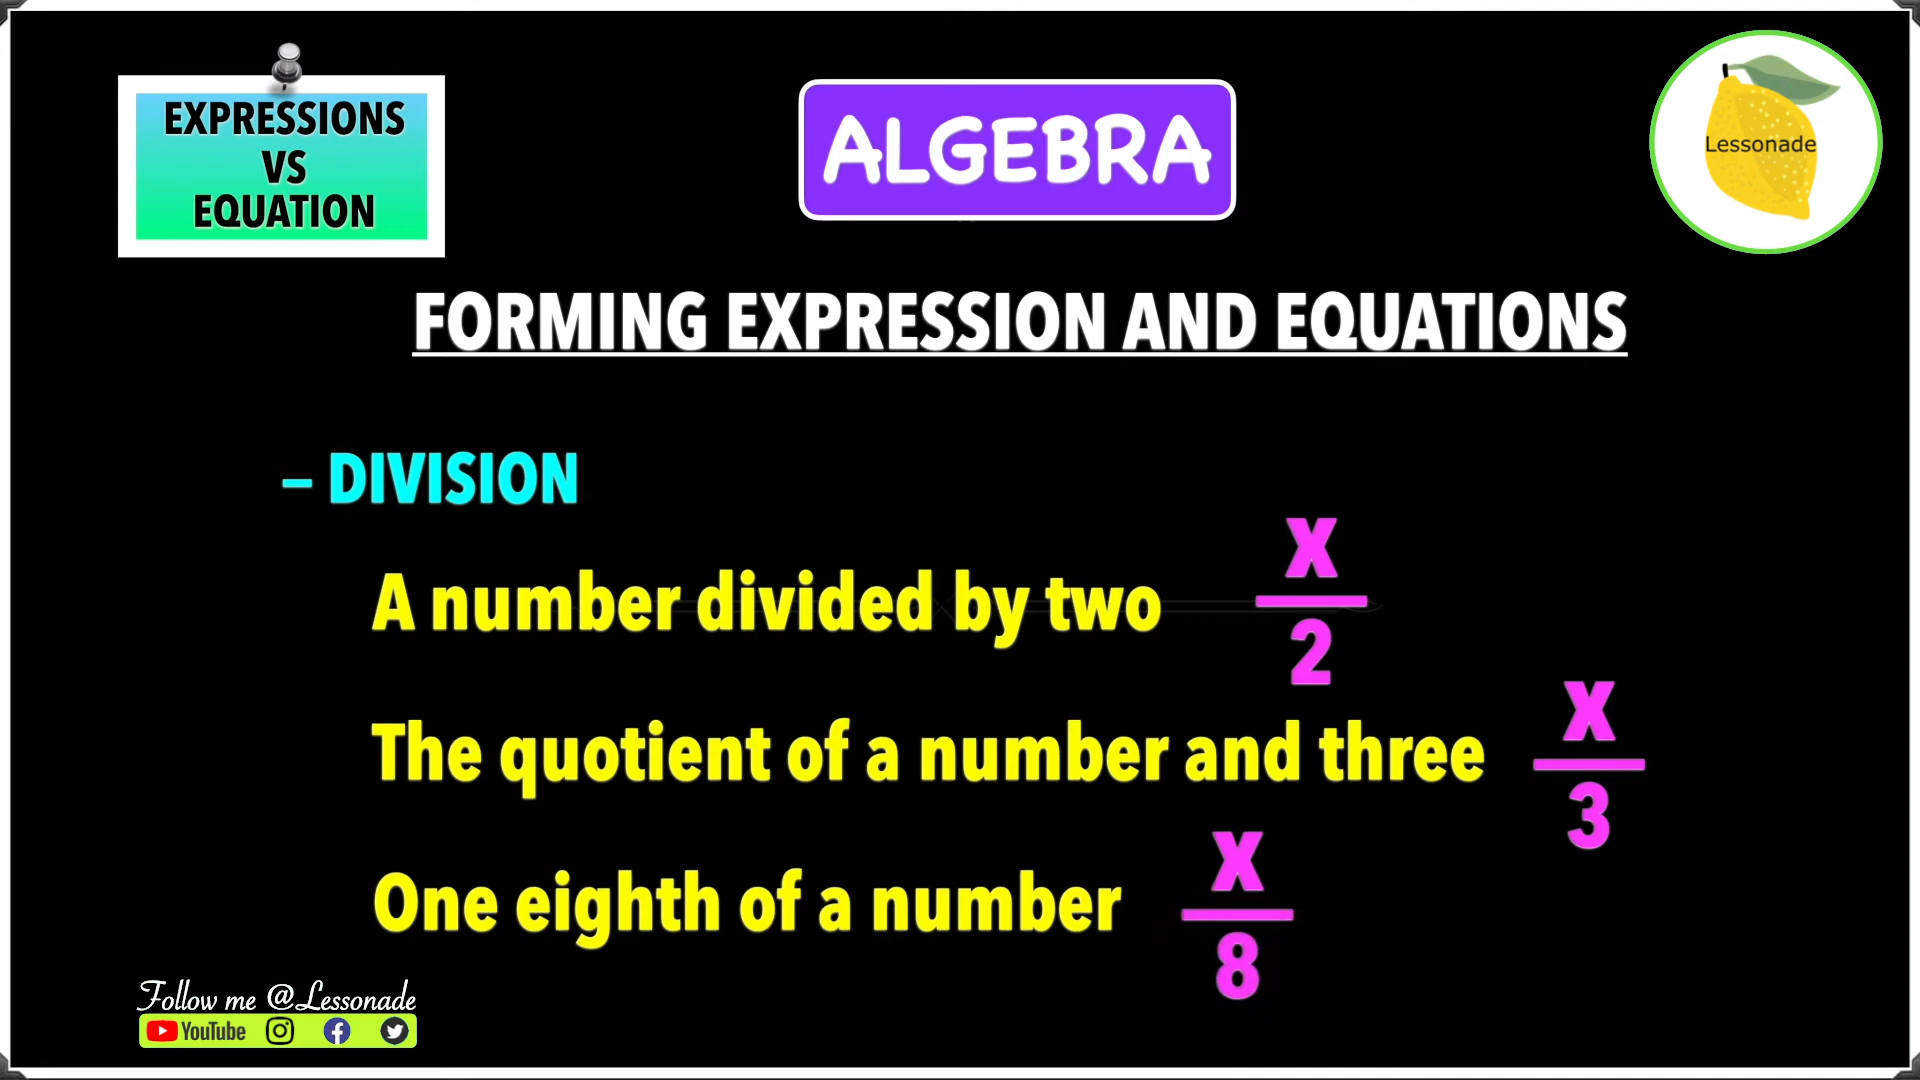 EXPRESSIONS
VS
EQUATION
ALGEBRA
Lessonade
FORMING EXPRESSION AND EQUATIONS
– DIVISION
A number divided by two
x
2
The quotient of a number and three
x
3
One eighth of a number
x
8
Follow me @Lessonade
YouTube